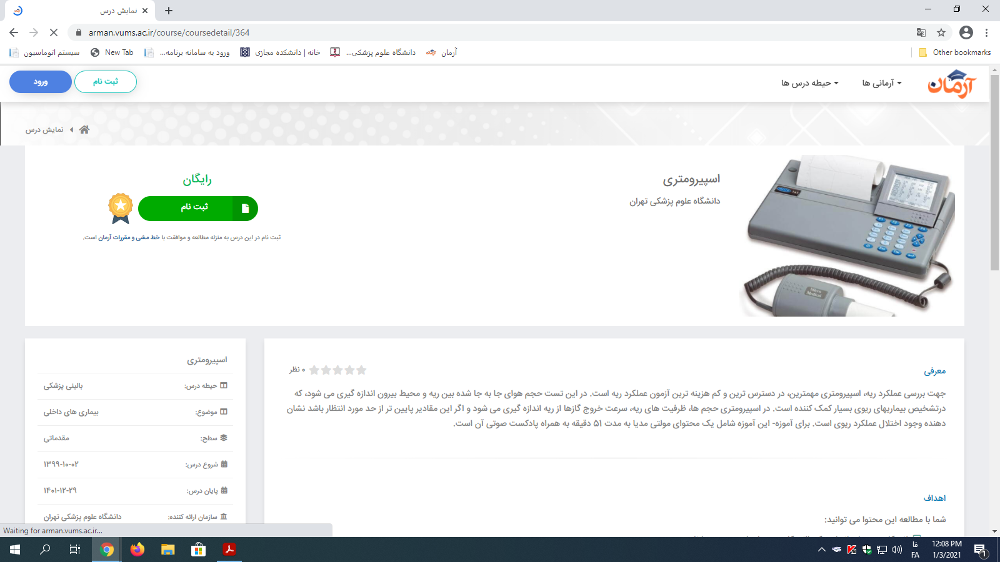 نمایش درس
arman.vums.ac.ir/course/coursedetail/364
سیستم اتوماسیون
New Tab
ورود به سامانه برنامه...
خانه | دانشکده مجازی
دانشگاه علوم پزشکی...
آرمان
Other bookmarks
ورود
ثبت نام
حیطه درس ها
آرمانی ها
آرمان
نمایش درس
رایگان
ثبت نام
ثبت نام در این درس به منزله مطالعه و موافقت با خط مشی و مقررات آرمان است.
اسپیرومتری
دانشگاه علوم پزشکی تهران
Micro
Medical
اسپیرومتری
حیطه درس:
بالینی پزشکی
موضوع:
بیماری های داخلی
سطح:
مقدماتی
شروع درس:
۱۳۹۹-۱۰-۰۲
پایان درس:
۱۴۰۱-۱۲-۲۹
سازمان ارائه کننده:
دانشگاه علوم پزشکی تهران
معرفی
۰ نظر
جهت بررسی عملکرد ریه، اسپیرومتری مهمترین، در دسترس ترین و کم هزینه ترین آزمون عملکرد ریه است. در این تست حجم هوای جا به جا شده بین ریه و محیط بیرون اندازه گیری می شود، که
درتشخیص بیماریهای ریوی بسیار کمک کننده است. در اسپیرومتری حجم ها، ظرفیت های ریه، سرعت خروج گازها از ریه اندازه گیری می شود و اگر این مقادیر پایین تر از حد مورد انتظار باشد نشان
دهنده وجود اختلال عملکرد ریوی است. برای آموزه- این آموزه شامل یک محتوای مولتی مدیا به مدت ۵۱ دقیقه به همراه پادکست صوتی آن است.
اهداف
شما با مطالعه این محتوا می توانید:
Waiting for arman.vums.ac.ir...
فا
FA
12:08 PM
1/3/2021
1